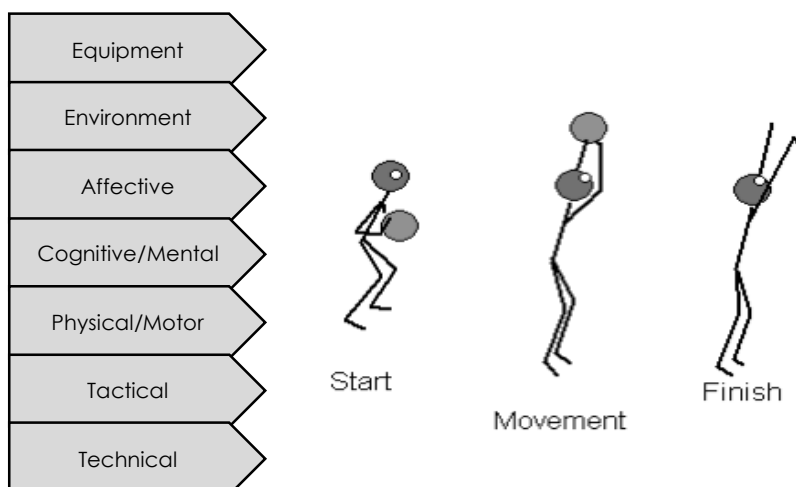 Equipment
Environment
Affective
Cognitive/Mental
Physical/Motor
Tactical
Technical
Start
Movement
Finish